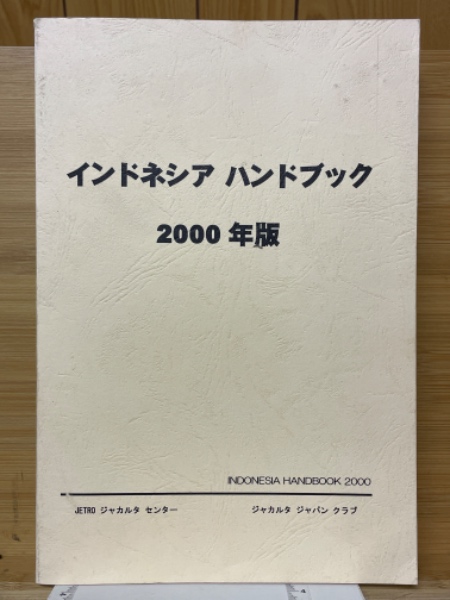 インドネシア ハンドブック
2000 年版
INDONESIA HANDBOOK 2000
JETRO ジャカルタ センター ジャカルタ ジャパン クラブ